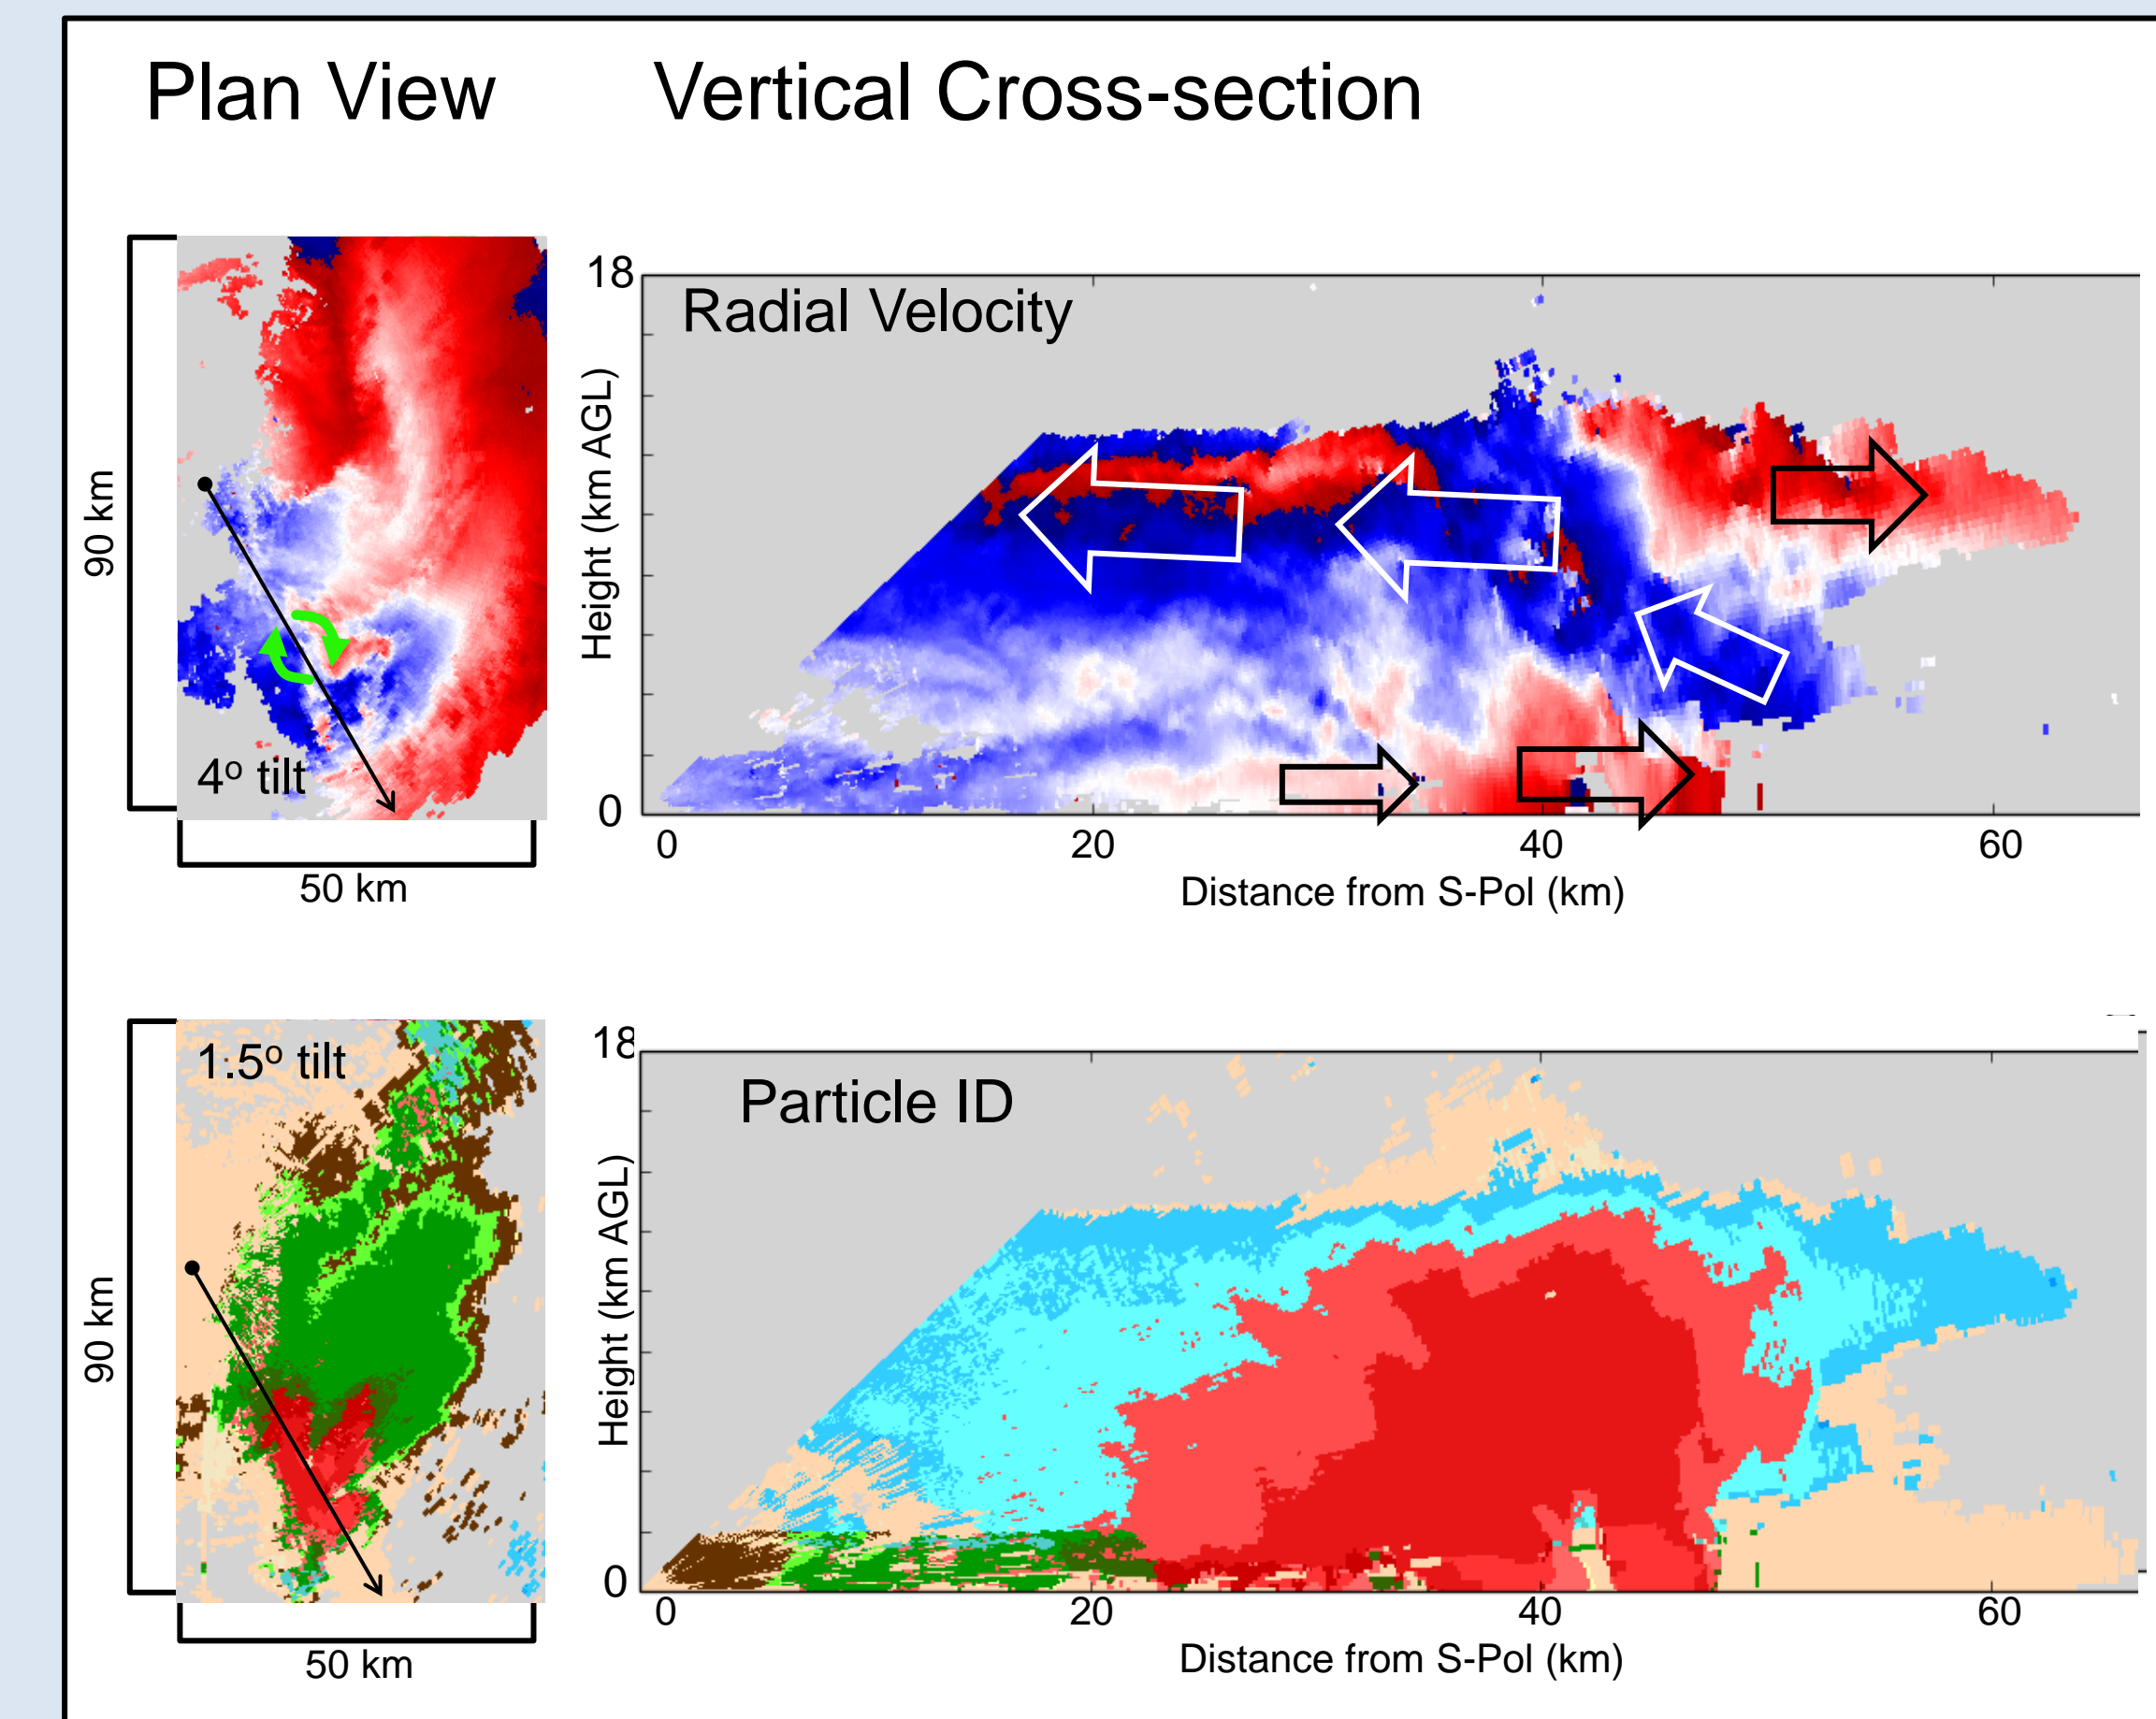 Plan View
Vertical Cross-section
90 km
4º tilt
50 km
18
Radial Velocity
Height (km AGL)
0
0 20 40 60
Distance from S-Pol (km)
90 km
1.5º tilt
50 km
18
Particle ID
Height (km AGL)
0
0 20 40 60
Distance from S-Pol (km)